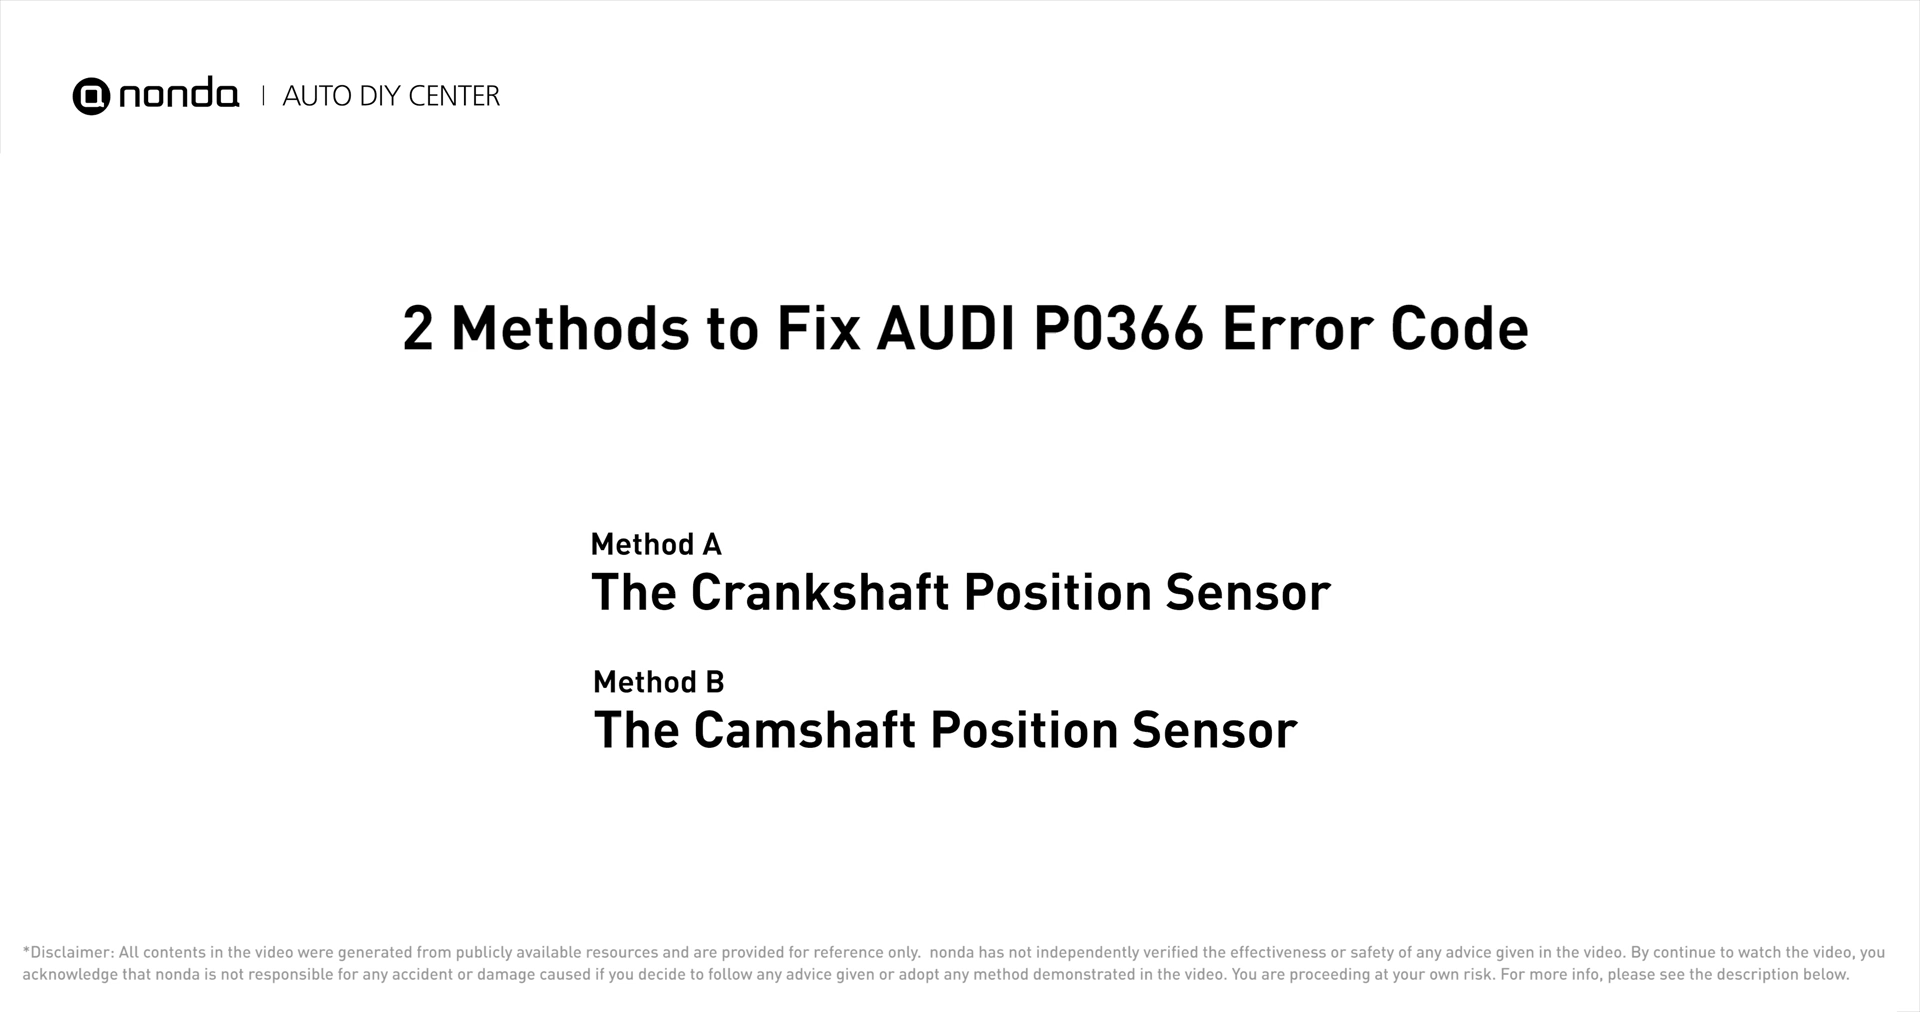 nonda | AUTO DIY CENTER
2 Methods to Fix AUDI P0366 Error Code
Method A
The Crankshaft Position Sensor
Method B
The Camshaft Position Sensor
*Disclaimer: All contents in the video were generated from publicly available resources and are provided for reference only.  nonda has not independently verified the effectiveness or safety of any advice given in the video. By continue to watch the video, you
acknowledge that nonda is not responsible for any accident or damage caused if you decide to follow any advice given or adopt any method demonstrated in the video. You are proceeding at your own risk. For more info, please see the description below.